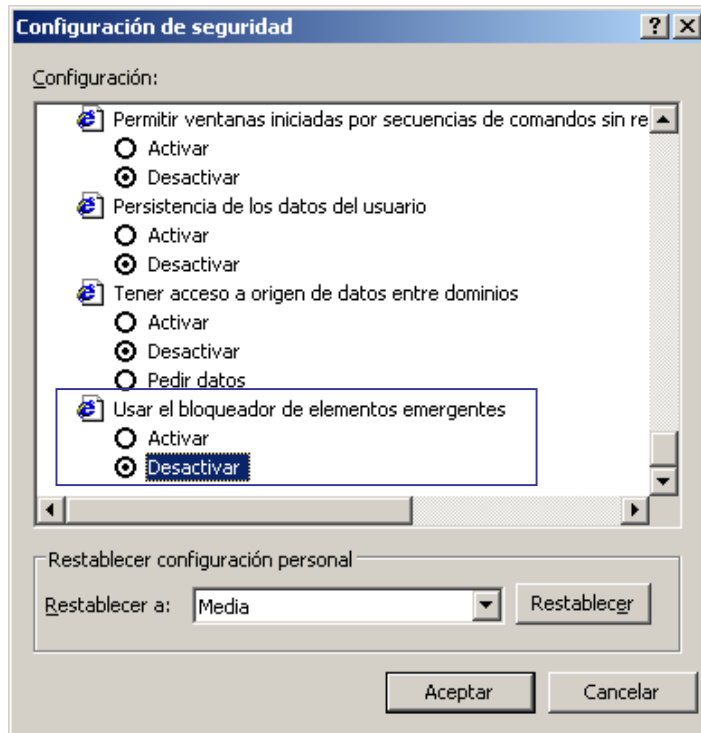 Configuración de seguridad
Configuración:
Permitir ventanas iniciadas por secuencias de comandos sin re
Activar
Desactivar
Persistencia de los datos del usuario
Activar
Desactivar
Tener acceso a origen de datos entre dominios
Activar
Desactivar
Pedir datos
Usar el bloqueador de elementos emergentes
Activar
Desactivar
Restablecer configuración personal
Restablecer a: Media Restablecer
Aceptar Cancelar